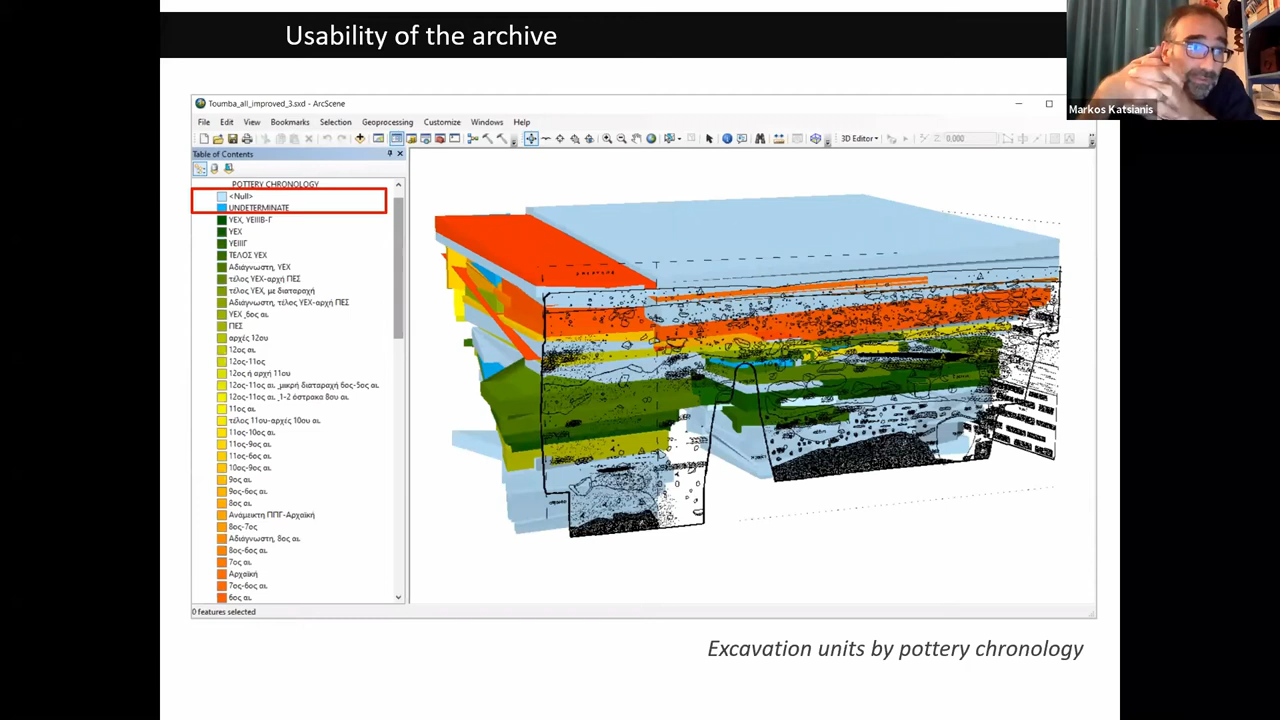 Usability of the archive
Markos Katsianis
Toumba_all_improved_3.sxd - ArcScene
File Edit View Bookmarks Selection Geoprocessing Customize Windows Help
3D Editor
0,000
Table of Contents
POTTERY CHRONOLOGY
<Null>
UNDETERMINATE
ΥΕΧ, ΥΕΙΙΙΒ-Γ
ΥΕΧ
ΥΕΙΙΙΓ
ΤΕΛΟΣ ΥΕΧ
Αδιάγνωστη, ΥΕΧ
τέλος ΥΕΧ-αρχή ΠΕΣ
τέλος ΥΕΧ, με διαταραχή
Αδιάγνωστη, τέλος ΥΕΧ-αρχή ΠΕΣ
ΥΕΧ ,6ος αι.
ΠΕΣ
αρχές 12ου
12ος αι.
12ος-11ος
12ος ή αρχή 11ου
12ος-11ος αι. ,μικρή διαταραχή 6ος-5ος αι.
12ος-11ος αι. ,1-2 όστρακα 8ου αι.
11ος αι.
τέλος 11ου-αρχές 10ου αι.
11ος-10ος αι.
11ος-9ος αι.
11ος-6ος αι.
10ος-9ος αι.
9ος αι.
9ος-6ος αι.
8ος αι.
Ανάμεικτη ΠΠΓ-Αρχαϊκή
8ος-7ος
Αδιάγνωστη, 8ος αι.
8ος-6ος αι.
7ος αι.
Αρχαϊκή
7ος-6ος αι.
6ος αι.
0 features selected
Excavation units by pottery chronology